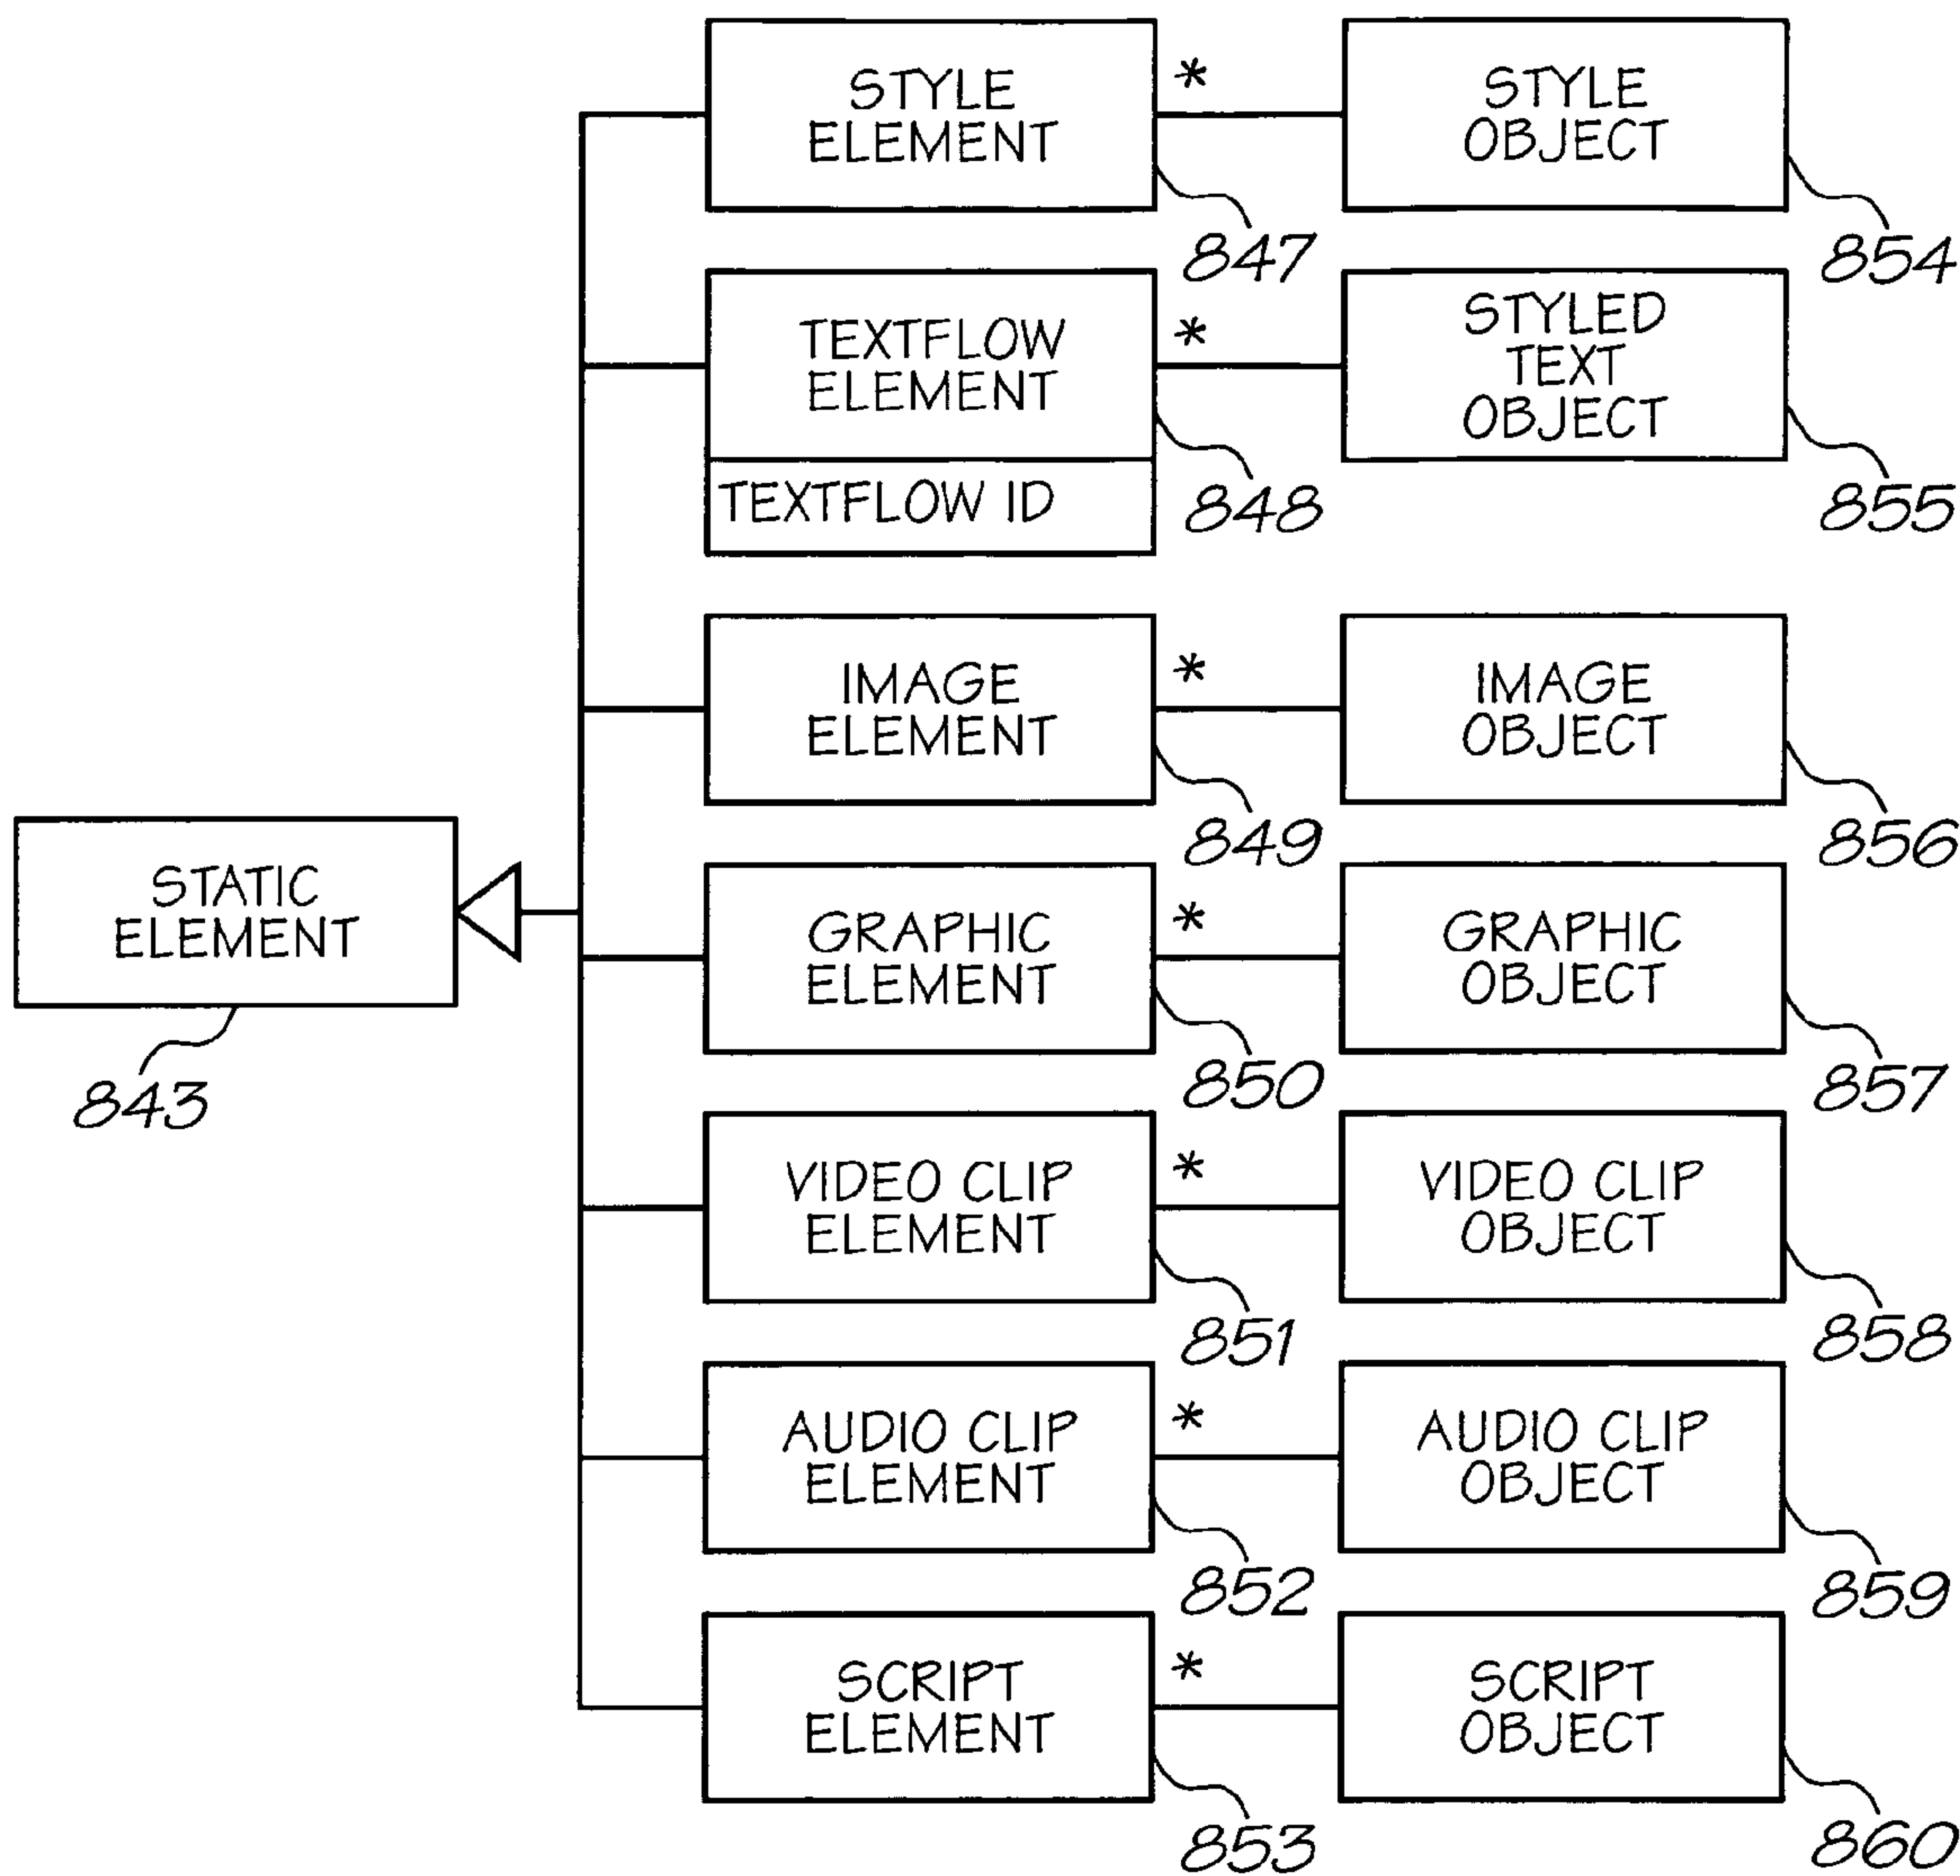 STYLE
ELEMENT
*
STYLE
OBJECT
847
854
TEXTFLOW
ELEMENT
TEXTFLOW ID
*
STYLED
TEXT
OBJECT
848
855
IMAGE
ELEMENT
*
IMAGE
OBJECT
849
856
STATIC
ELEMENT
843
GRAPHIC
ELEMENT
*
GRAPHIC
OBJECT
850
857
VIDEO CLIP
ELEMENT
*
VIDEO CLIP
OBJECT
851
858
AUDIO CLIP
ELEMENT
*
AUDIO CLIP
OBJECT
852
859
SCRIPT
ELEMENT
*
SCRIPT
OBJECT
853
860